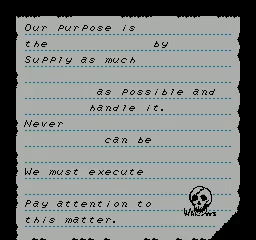 Our Purpose is
the by
Supply as much
as Possible and
handle it.
Never
can be
We must execute
Pay attention to
this matter.